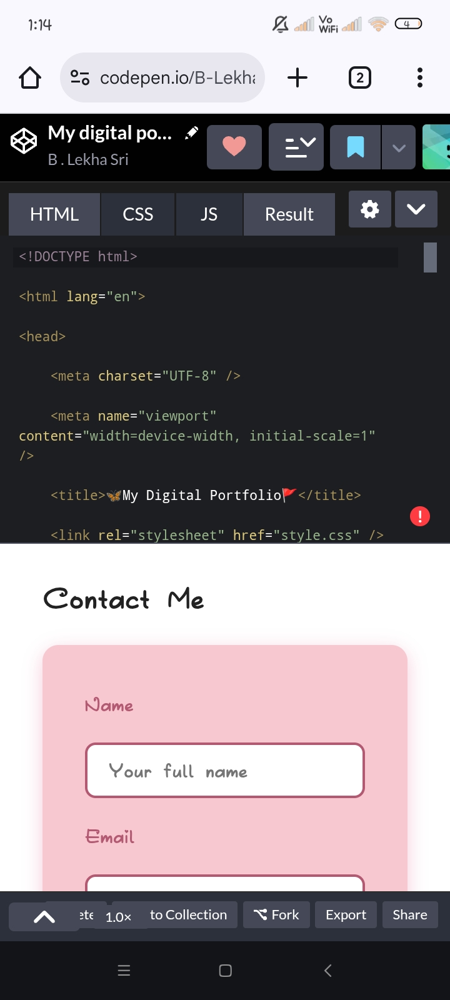 1:14
Vo
WiFi
4
codepen.io/B-Lekha
2
My digital po...
B . Lekha Sri
HTML
CSS
JS
Result
<!DOCTYPE html>
<html lang="en">
<head>
<meta charset="UTF-8" />
<meta name="viewport"
content="width=device-width, initial-scale=1"
/>
<title>🦋My Digital Portfolio🚩</title>
<link rel="stylesheet" href="style.css" />
Contact Me
Name
Your full name
Email
1.0×
to Collection
Fork
Export
Share